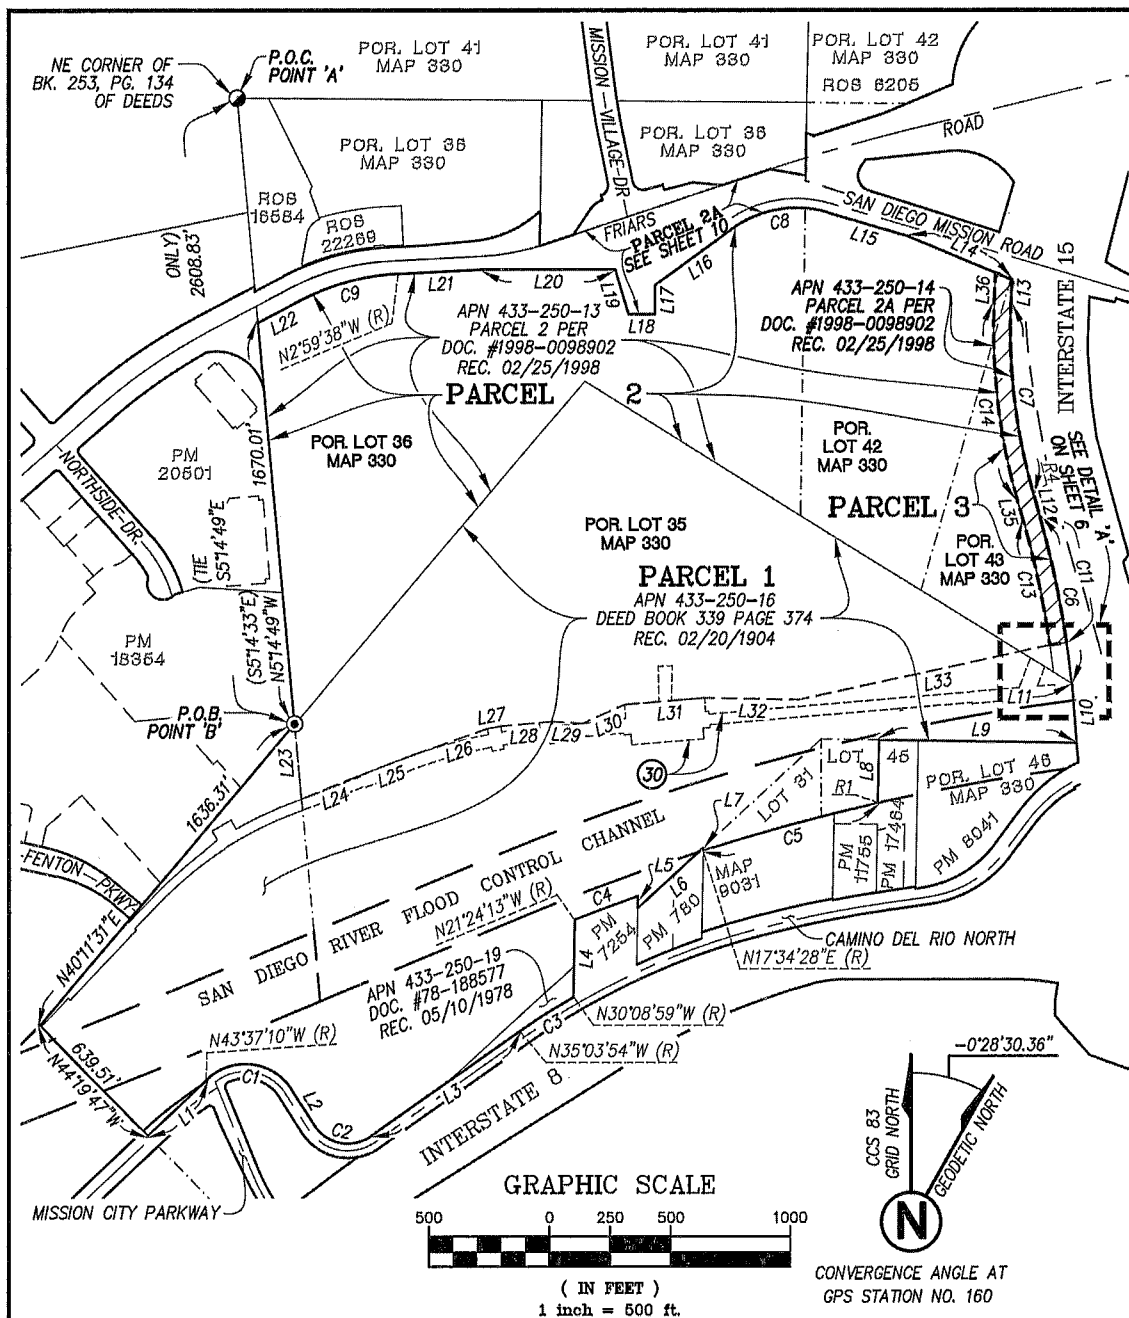 NE CORNER OF
BK. 253, PG. 134
OF DEEDS
P.O.C.
POINT 'A'
POR. LOT 41
MAP 330
MISSION VILLAGE DR
POR. LOT 41
MAP 330
POR. LOT 42
MAP 330
ROS 6205
POR. LOT 36
MAP 330
POR. LOT 36
MAP 330
ROAD
ROS
16584
ROS
22269
ONLY)
2608.83'
FRIARS
PARCEL 2A
SEE SHEET 10
C8
SAN DIEGO MISSION ROAD
L15
L14
INTERSTATE 15
L22
C9
L21
L20
L19
L18
L17
L16
L36
L13
N2°59'38"W (R)
APN 433-250-13
PARCEL 2 PER
DOC. #1998-0098902
REC. 02/25/1998
APN 433-250-14
PARCEL 2A PER
DOC. #1998-0098902
REC. 02/25/1998
PARCEL 2
C7
C14
SEE DETAIL 'A'
ON SHEET 6
PM
20501
1670.01'
POR. LOT 36
MAP 330
POR.
LOT 42
MAP 330
NORTHSIDE DR.
R4
L12
L35
PARCEL 3
(TIE
S5°14'49"E
POR. LOT 35
MAP 330
POR.
LOT 43
MAP 330
C13
C11
C6
PARCEL 1
APN 433-250-16
DEED BOOK 339 PAGE 374
REC. 02/20/1904
(S5°14'33"E)
N5°14'49"W
PM
18354
P.O.B.
POINT 'B'
L23
L33
L11
L10
L24
L25
L26
L27
L28
L29
L30
L31
L32
30
L9
1636.31'
LOT 31
LOT 45
L8
R1
POR. LOT 46
MAP 330
L7
C5
PM
11755
PM 17464
PM 8041
FENTON PKWY
SAN DIEGO RIVER FLOOD CONTROL CHANNEL
N21°24'13"W (R)
C4
L5
L6
MAP
9031
L4
PM
7254
PM 780
CAMINO DEL RIO NORTH
N17°34'28"E (R)
N40°11'31"E
APN 433-250-19
DOC. #78-188577
REC. 05/10/1978
N30°08'59"W (R)
C3
N35°03'54"W (R)
N43°37'10"W (R)
639.51'
N44°19'47"W
L1
C1
L2
C2
L3
INTERSTATE 8
MISSION CITY PARKWAY
-0°28'30.36"
CCS 83
GRID NORTH
GEODETIC NORTH
N
CONVERGENCE ANGLE AT
GPS STATION NO. 160
GRAPHIC SCALE
500 0 250 500 1000
( IN FEET )
1 inch = 500 ft.